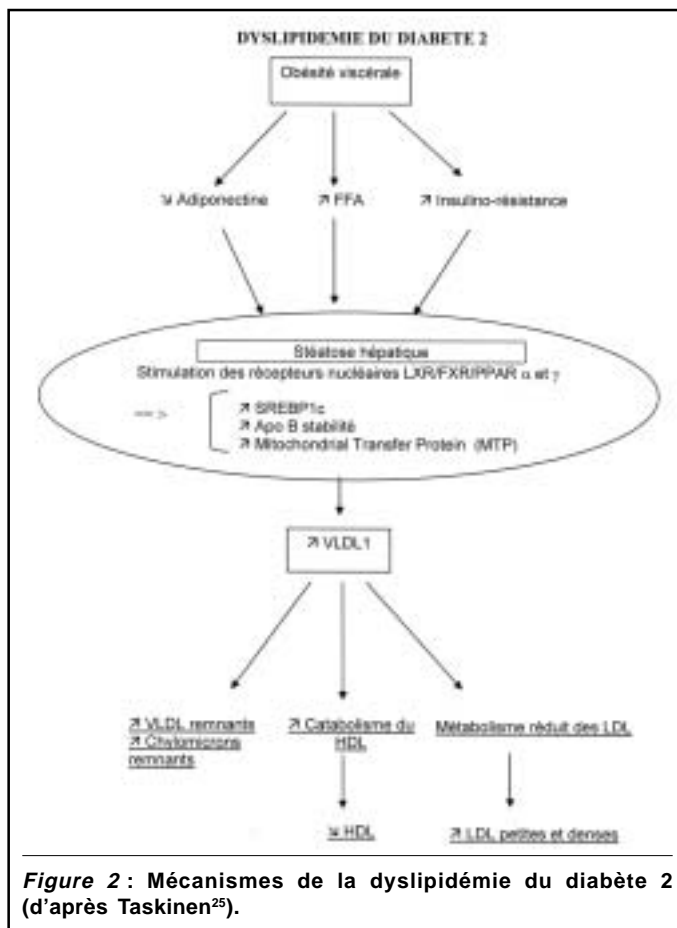 DYSLIPIDEMIE DU DIABETE 2
Obésité viscérale
↘ Adiponectine ↗ FFA ↗ Insulino-résistance
Stéatose hépatique
Stimulation des récepteurs nucléaires LXR/FXR/PPAR α et γ
==> ↗ SREBP1c
↗ Apo B stabilité
↗ Mitochondrial Transfer Protein (MTP)
↗ VLDL1
↗ VLDL remnants ↗ Catabolisme du Métabolisme réduit des LDL
↗ Chylomicrons HDL
remnants
↘ HDL ↗ LDL petites et denses
Figure 2 : Mécanismes de la dyslipidémie du diabète 2
(d'après Taskinen²⁵).